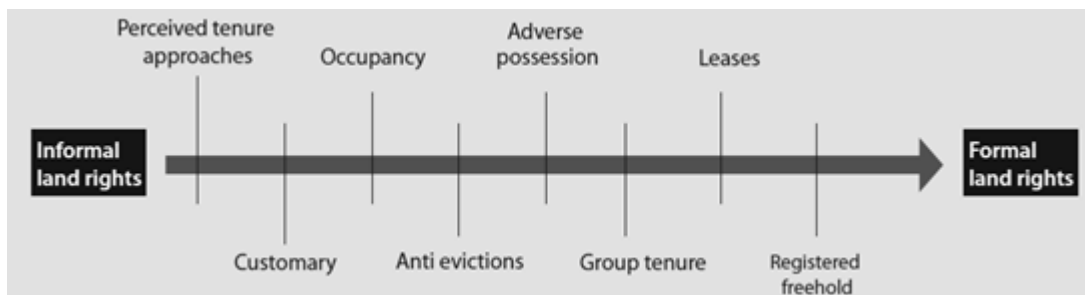 Perceived tenure
approaches
Occupancy
Adverse
possession
Leases
Informal
land rights
Formal
land rights
Customary
Anti evictions
Group tenure
Registered
freehold